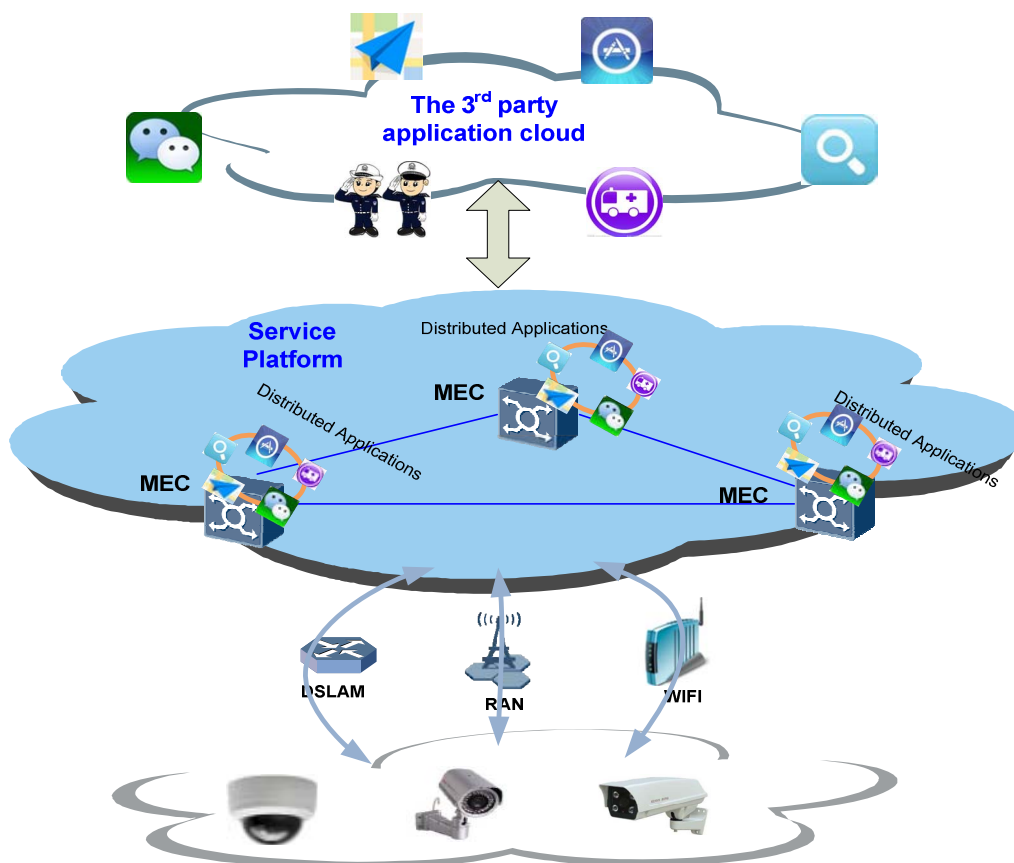 The 3rd party
application cloud
Service
Platform
Distributed Applications
MEC
Distributed Applications
MEC
Distributed Applications
MEC
DSLAM
RAN
WIFI